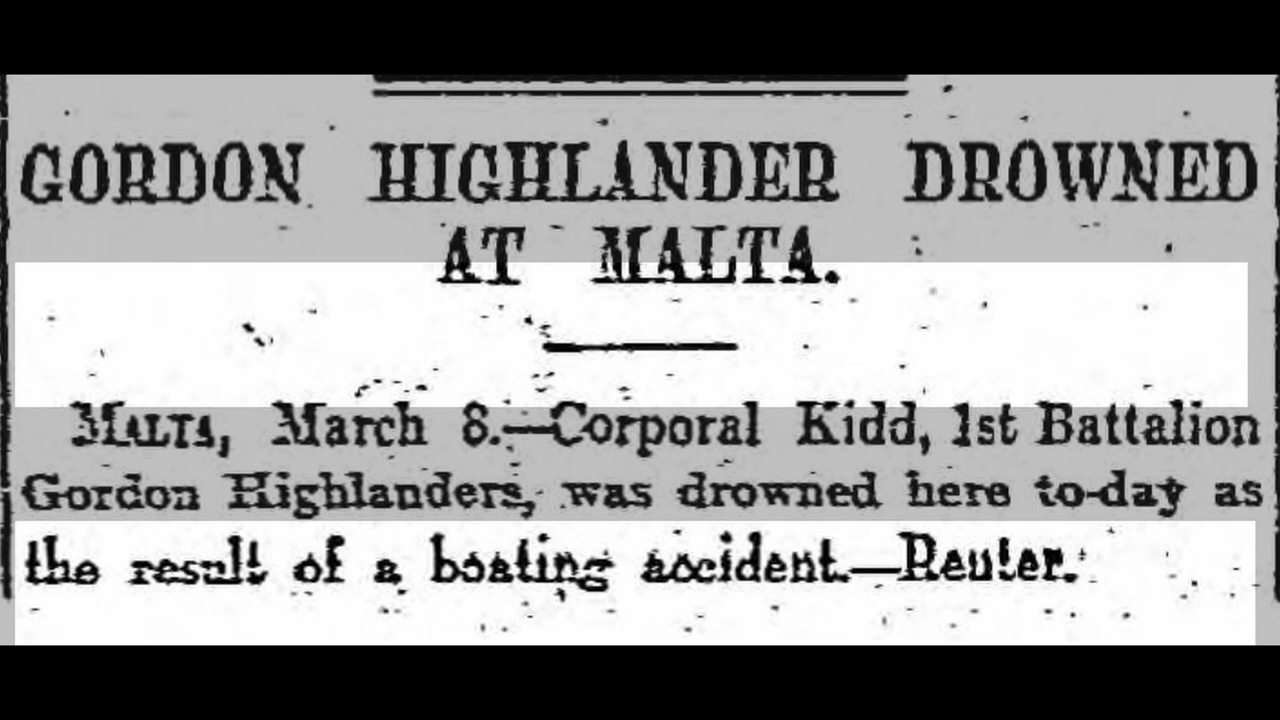 GORDON HIGHLANDER DROWNED
AT MALTA.
MALTA, March 8.—Corporal Kidd, 1st Battalion
Gordon Highlanders, was drowned here to-day as
the result of a boating accident.—Reuter.